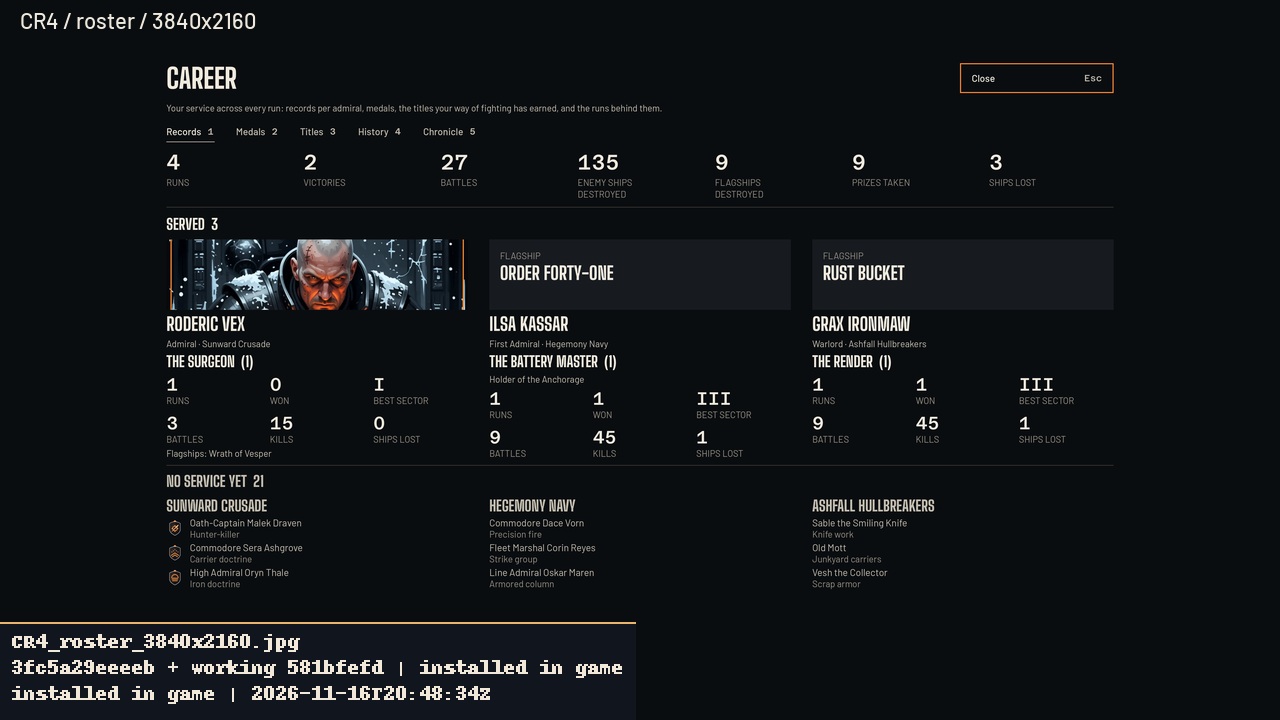 CR4 / roster / 3840x2160
CAREER
Close Esc
Your service across every run: records per admiral, medals, the titles your way of fighting has earned, and the runs behind them.
Records 1 Medals 2 Titles 3 History 4 Chronicle 5
4 2 27 135 9 9 3
RUNS VICTORIES BATTLES ENEMY SHIPS DESTROYED FLAGSHIPS DESTROYED PRIZES TAKEN SHIPS LOST
SERVED 3
FLAGSHIP
ORDER FORTY-ONE
FLAGSHIP
RUST BUCKET
RODERIC VEX
Admiral · Sunward Crusade
THE SURGEON (1)
1 0 I
RUNS WON BEST SECTOR
3 15 0
BATTLES KILLS SHIPS LOST
Flagships: Wrath of Vesper
ILSA KASSAR
First Admiral · Hegemony Navy
THE BATTERY MASTER (1)
Holder of the Anchorage
1 1 III
RUNS WON BEST SECTOR
9 45 1
BATTLES KILLS SHIPS LOST
GRAX IRONMAW
Warlord · Ashfall Hullbreakers
THE RENDER (1)
1 1 III
RUNS WON BEST SECTOR
9 45 1
BATTLES KILLS SHIPS LOST
NO SERVICE YET 21
SUNWARD CRUSADE
Oath-Captain Malek Draven
Hunter-killer
Commodore Sera Ashgrove
Carrier doctrine
High Admiral Oryn Thale
Iron doctrine
HEGEMONY NAVY
Commodore Dace Vorn
Precision fire
Fleet Marshal Corin Reyes
Strike group
Line Admiral Oskar Maren
Armored column
ASHFALL HULLBREAKERS
Sable the Smiling Knife
Knife work
Old Mott
Junkyard carriers
Vesh the Collector
Scrap armor
CR4_roster_3840x2160.jpg
3fc5a29eeeeb + working 581bfefd | installed in game
installed in game | 2026-11-16T20:48:34Z